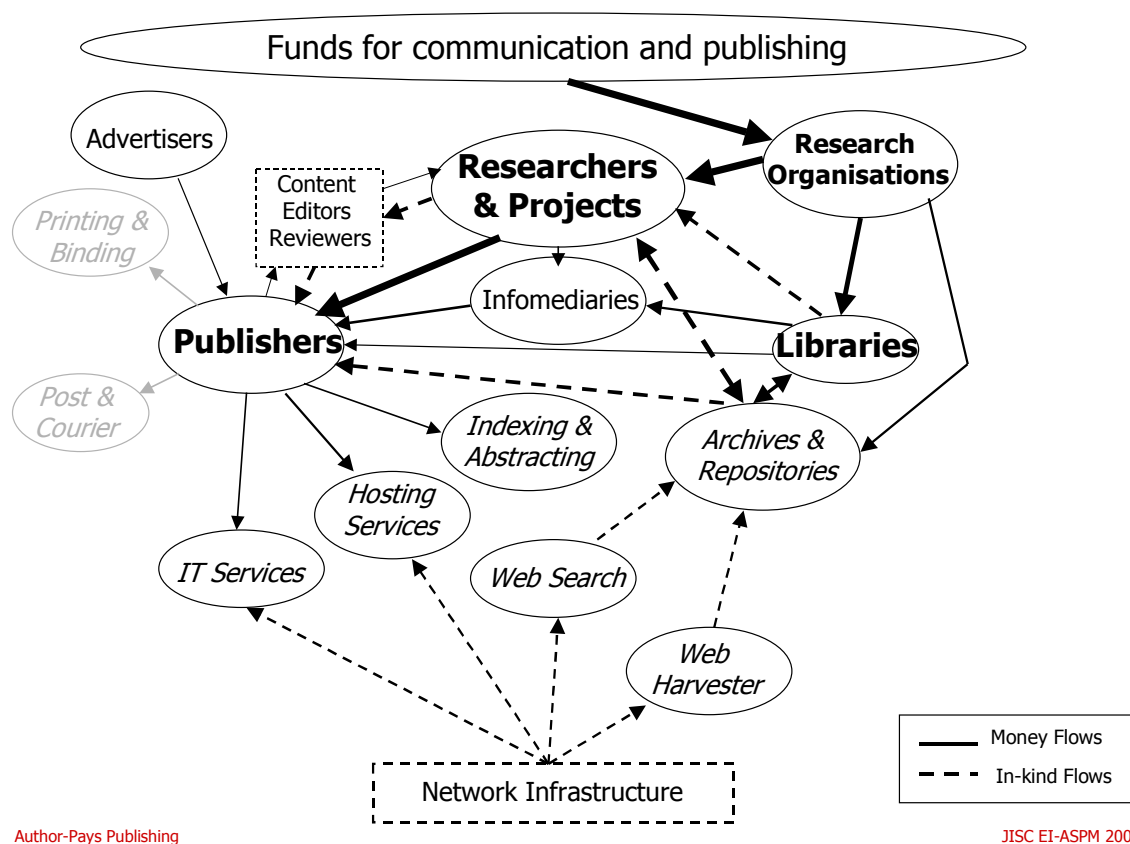 Funds for communication and publishing
Advertisers
Research
Organisations
Researchers
& Projects
Content
Editors
Reviewers
Printing &
Binding
Infomediaries
Publishers
Libraries
Post &
Courier
Indexing &
Abstracting
Archives &
Repositories
Hosting
Services
IT Services
Web Search
Web
Harvester
Network Infrastructure
Money Flows
In-kind Flows
Author-Pays Publishing
JISC EI-ASPM 200